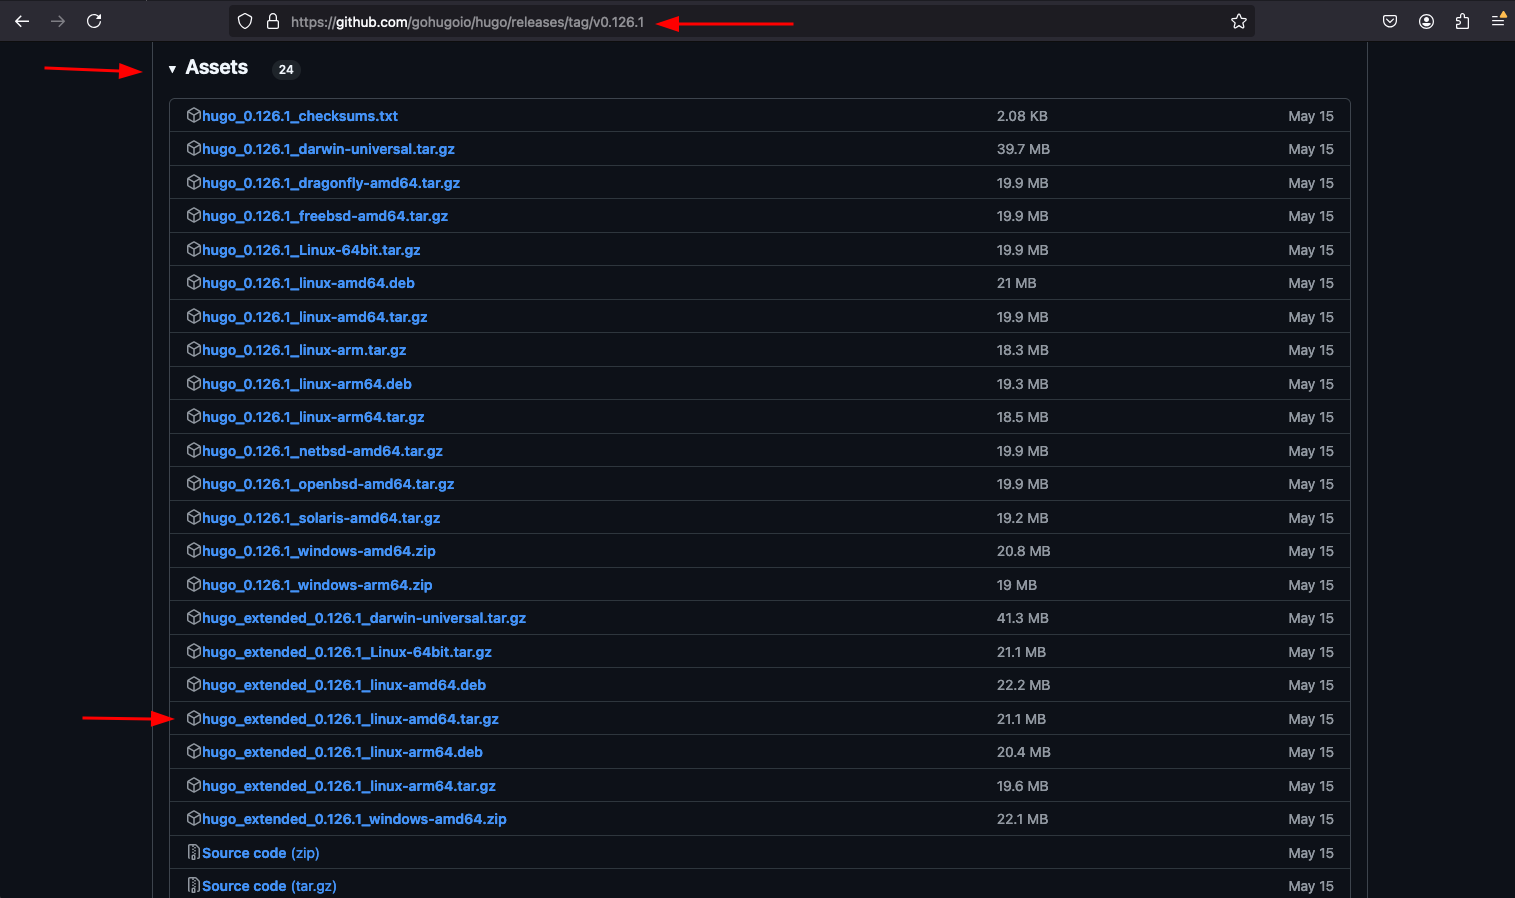 https://github.com/gohugoio/hugo/releases/tag/v0.126.1
Assets 24
hugo_0.126.1_checksums.txt 2.08 KB May 15
hugo_0.126.1_darwin-universal.tar.gz 39.7 MB May 15
hugo_0.126.1_dragonfly-amd64.tar.gz 19.9 MB May 15
hugo_0.126.1_freebsd-amd64.tar.gz 19.9 MB May 15
hugo_0.126.1_Linux-64bit.tar.gz 19.9 MB May 15
hugo_0.126.1_linux-amd64.deb 21 MB May 15
hugo_0.126.1_linux-amd64.tar.gz 19.9 MB May 15
hugo_0.126.1_linux-arm.tar.gz 18.3 MB May 15
hugo_0.126.1_linux-arm64.deb 19.3 MB May 15
hugo_0.126.1_linux-arm64.tar.gz 18.5 MB May 15
hugo_0.126.1_netbsd-amd64.tar.gz 19.9 MB May 15
hugo_0.126.1_openbsd-amd64.tar.gz 19.9 MB May 15
hugo_0.126.1_solaris-amd64.tar.gz 19.2 MB May 15
hugo_0.126.1_windows-amd64.zip 20.8 MB May 15
hugo_0.126.1_windows-arm64.zip 19 MB May 15
hugo_extended_0.126.1_darwin-universal.tar.gz 41.3 MB May 15
hugo_extended_0.126.1_Linux-64bit.tar.gz 21.1 MB May 15
hugo_extended_0.126.1_linux-amd64.deb 22.2 MB May 15
hugo_extended_0.126.1_linux-amd64.tar.gz 21.1 MB May 15
hugo_extended_0.126.1_linux-arm64.deb 20.4 MB May 15
hugo_extended_0.126.1_linux-arm64.tar.gz 19.6 MB May 15
hugo_extended_0.126.1_windows-amd64.zip 22.1 MB May 15
Source code (zip) May 15
Source code (tar.gz) May 15